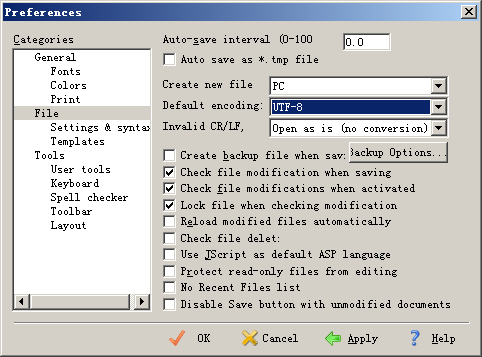 Preferences
Categories
General
Fonts
Colors
Print
File
Settings & syntax
Templates
Tools
User tools
Keyboard
Spell checker
Toolbar
Layout
Auto-save interval (0-100
0.0
Auto save as *.tmp file
Create new file
PC
Default encoding:
UTF-8
Invalid CR/LF,
Open as is (no conversion)
Create backup file when sav:
Backup Options...
Check file modification when saving
Check file modifications when activated
Lock file when checking modification
Reload modified files automatically
Check file delet:
Use JScript as default ASP language
Protect read-only files from editing
No Recent Files list
Disable Save button with unmodified documents
OK
Cancel
Apply
Help